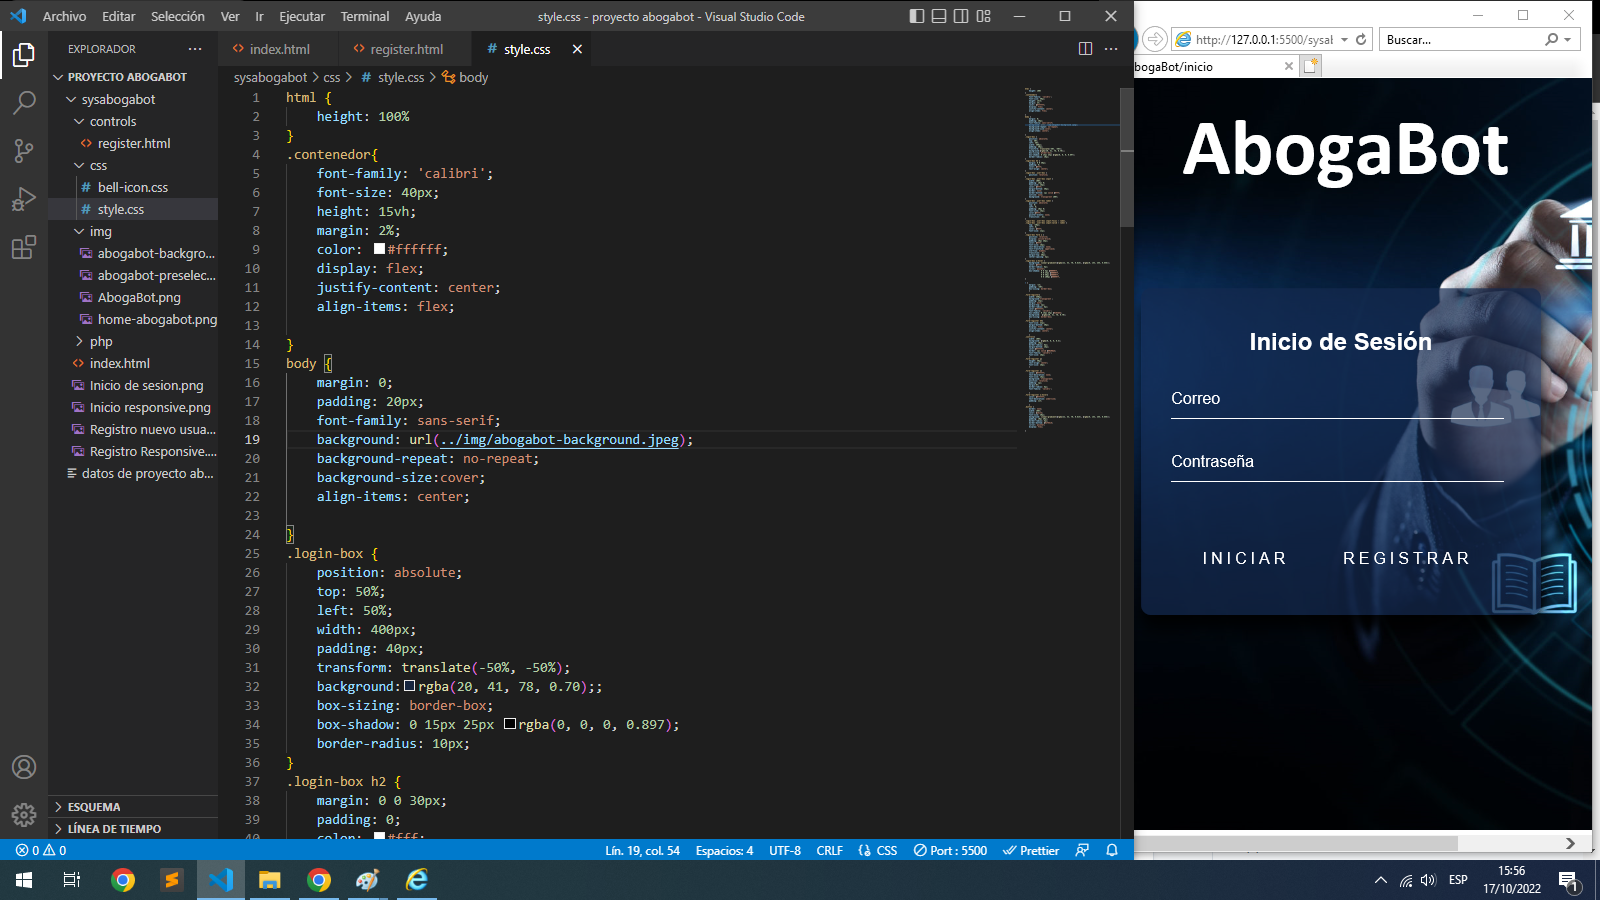 Archivo Editar Selección Ver Ir Ejecutar Terminal Ayuda
style.css - proyecto abogabot - Visual Studio Code
EXPLORADOR
PROYECTO ABOGABOT
sysabogabot
controls
register.html
css
bell-icon.css
style.css
img
abogabot-backgro...
abogabot-preselec...
AbogaBot.png
home-abogabot.png
php
index.html
Inicio de sesion.png
Inicio responsive.png
Registro nuevo usua...
Registro Responsive....
datos de proyecto ab...
ESQUEMA
LÍNEA DE TIEMPO
index.html register.html # style.css
sysabogabot > css > # style.css > body
1 html {
2 height: 100%
3 }
4 .contenedor{
5 font-family: 'calibri';
6 font-size: 40px;
7 height: 15vh;
8 margin: 2%;
9 color: #ffffff;
10 display: flex;
11 justify-content: center;
12 align-items: flex;
13
14 }
15 body {
16 margin: 0;
17 padding: 20px;
18 font-family: sans-serif;
19 background: url(../img/abogabot-background.jpeg);
20 background-repeat: no-repeat;
21 background-size:cover;
22 align-items: center;
23
24 }
25 .login-box {
26 position: absolute;
27 top: 50%;
28 left: 50%;
29 width: 400px;
30 padding: 40px;
31 transform: translate(-50%, -50%);
32 background: rgba(20, 41, 78, 0.70);;
33 box-sizing: border-box;
34 box-shadow: 0 15px 25px rgba(0, 0, 0, 0.897);
35 border-radius: 10px;
36 }
37 .login-box h2 {
38 margin: 0 0 30px;
39 padding: 0;
40 color: #fff;
0 0
Lín. 19, col. 54 Espacios: 4 UTF-8 CRLF CSS Port : 5500 Prettier
http://127.0.0.1:5500/sysal
Buscar...
bogaBot/inicio
AbogaBot
Inicio de Sesión
Correo
Contraseña
INICIAR REGISTRAR
ESP
15:56
17/10/2022
1